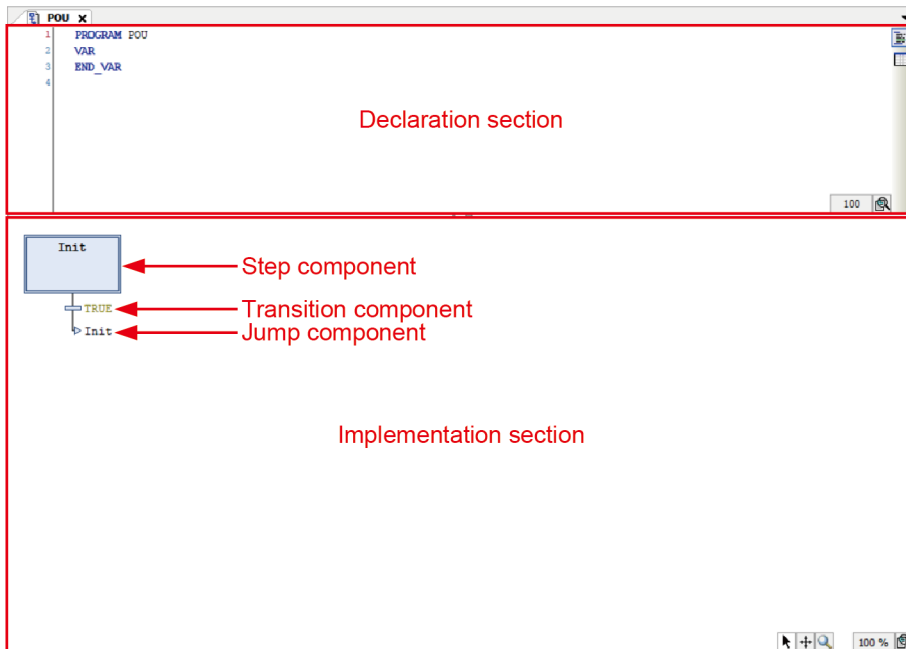 POU
1 PROGRAM POU
2 VAR
3 END_VAR
4
Declaration section
100
Init
Step component
TRUE
Transition component
Init
Jump component
Implementation section
100 %